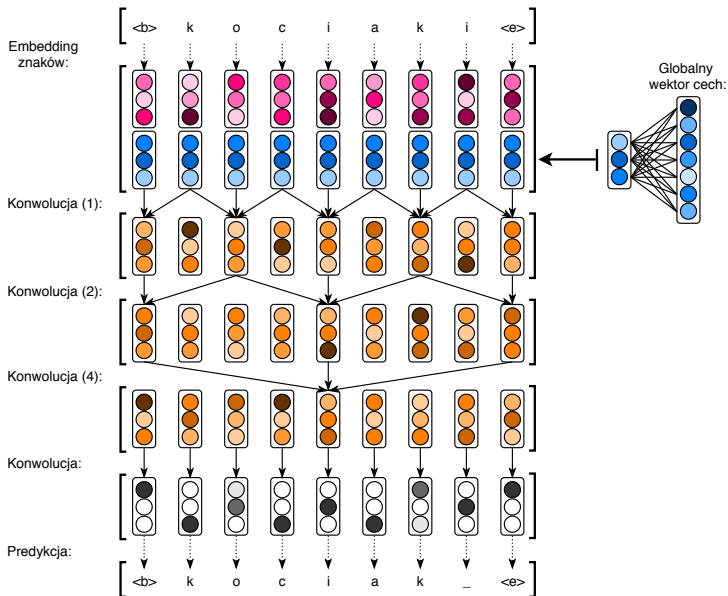 <b> k o c i a k i <e>
Embedding
znaków:
Globalny
wektor cech:
Konwolucja (1):
Konwolucja (2):
Konwolucja (4):
Konwolucja:
Predykcja:
<b> k o c i a k _ <e>